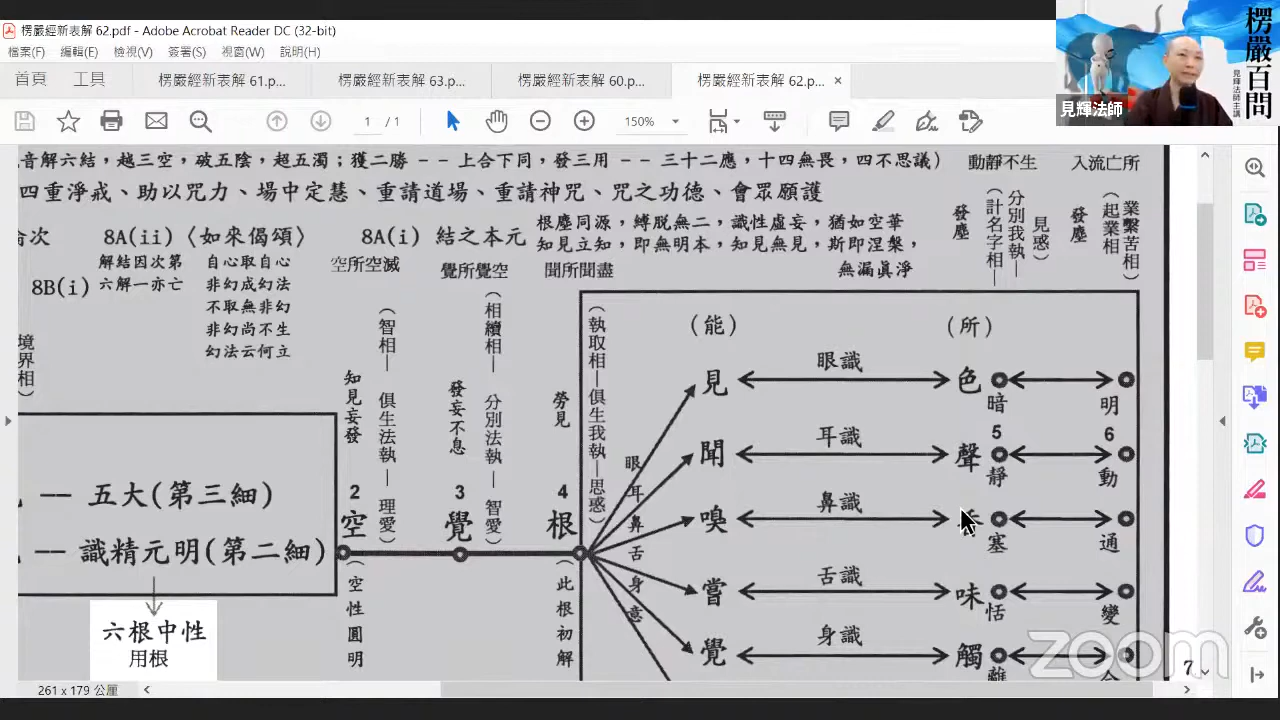 楞嚴經新表解 62.pdf - Adobe Acrobat Reader DC (32-bit)
檔案(F) 編輯(E) 檢視(V) 簽署(S) 視窗(W) 說明(H)
首頁 工具 楞嚴經新表解 61.p... 楞嚴經新表解 63.p... 楞嚴經新表解 60.p... 楞嚴經新表解 62.p... ×
1 / 1 150%
楞嚴百問
見輝法師主講
見輝法師
音解六結，越三空，破五陰，超五濁；獲二勝 -- 上合下同，發三用 -- 三十二應，十四無畏，四不思議）
動靜不生
入流亡所
四重淨戒、助以咒力、場中定慧、重請道場、重請神咒、咒之功德、會眾願護
發塵
（計名字相—
分別我執—
見惑）
發塵
（起業相
業繫苦相）
侖次
8A(ii)〈如來偈頌〉
8A(i) 結之本元
根塵同源，縛脫無二，識性虛妄，猶如空華
知見立知，即無明本，知見無見，斯即涅槃，
無漏真淨
解結因次第
六解一亦亡
8B(i)
自心取自心
非幻成幻法
不取無非幻
非幻尚不生
幻法云何立
空所空滅
覺所覺空
聞所聞盡
境界相）
知見妄發
（智相— 俱生法執— 理愛）
發妄不息
（相續相— 分別法執— 智愛）
勞見
（執取相—俱生我執—思惑）
（能）
（所）
見 眼識 色 暗 明
5 6
聞 耳識 聲 靜 動
嗅 鼻識 塞 通
嘗 舌識 味 恬 變
覺 身識 觸
眼
耳
鼻
舌
身
意
-- 五大(第三細)
-- 識精元明(第二細)
2
空
3
覺
4
根
（空性圓明
（此根初解
六根中性
用根
zoom
7
261 x 179 公厘